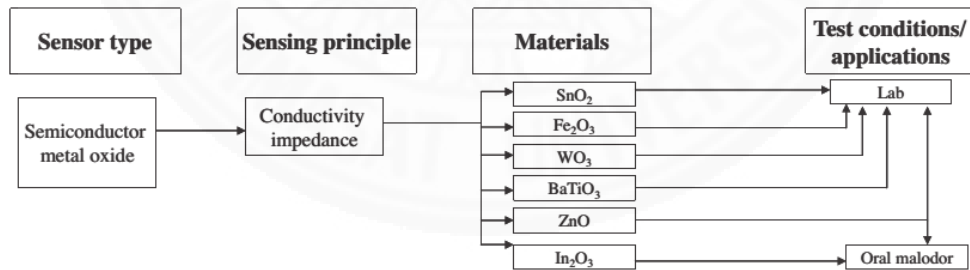 Sensor type
Sensing principle
Materials
Test conditions/
applications
Semiconductor
metal oxide
Conductivity
impedance
SnO₂
Fe₂O₃
WO₃
BaTiO₃
ZnO
In₂O₃
Lab
Oral malodor